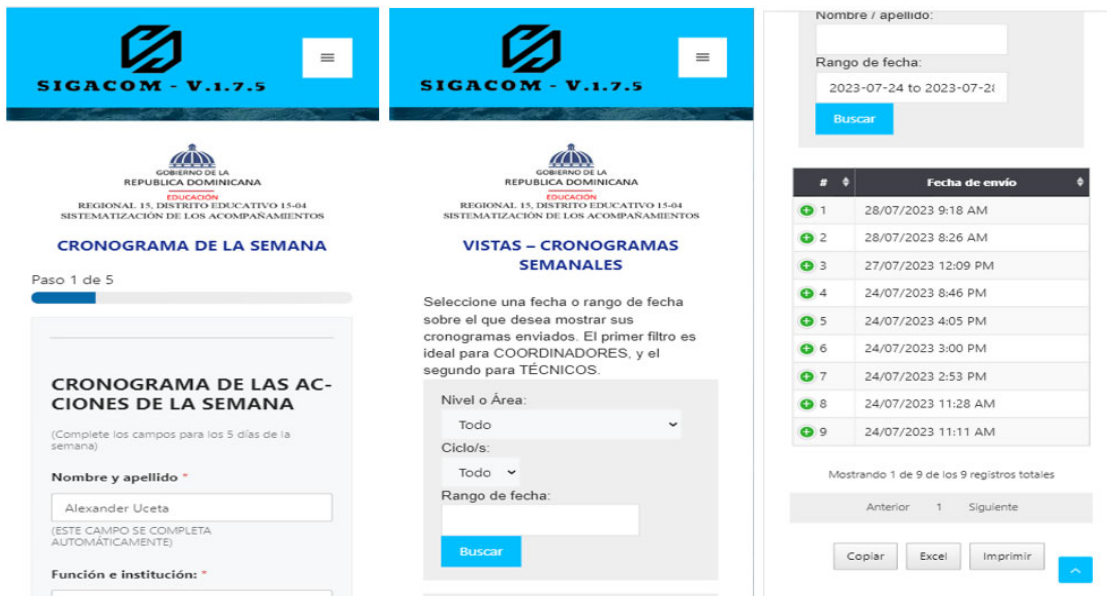 SIGACOM - V.1.7.5
GOBIERNO DE LA
REPUBLICA DOMINICANA
EDUCACIÓN
REGIONAL 15, DISTRITO EDUCATIVO 15-04
SISTEMATIZACIÓN DE LOS ACOMPAÑAMIENTOS
CRONOGRAMA DE LA SEMANA
Paso 1 de 5
CRONOGRAMA DE LAS AC-
CIONES DE LA SEMANA
(Complete los campos para los 5 días de la
semana)
Nombre y apellido *
Alexander Uceta
(ESTE CAMPO SE COMPLETA
AUTOMÁTICAMENTE)
Función e institución: *
SIGACOM - V.1.7.5
GOBIERNO DE LA
REPUBLICA DOMINICANA
EDUCACIÓN
REGIONAL 15, DISTRITO EDUCATIVO 15-04
SISTEMATIZACIÓN DE LOS ACOMPAÑAMIENTOS
VISTAS – CRONOGRAMAS
SEMANALES
Seleccione una fecha o rango de fecha
sobre el que desea mostrar sus
cronogramas enviados. El primer filtro es
ideal para COORDINADORES, y el
segundo para TÉCNICOS.
Nivel o Área:
Todo
Ciclo/s:
Todo
Rango de fecha:
Buscar
Nombre / apellido:
Rango de fecha:
2023-07-24 to 2023-07-28
Buscar
# Fecha de envío
1 28/07/2023 9:18 AM
2 28/07/2023 8:26 AM
3 27/07/2023 12:09 PM
4 24/07/2023 8:46 PM
5 24/07/2023 4:05 PM
6 24/07/2023 3:00 PM
7 24/07/2023 2:53 PM
8 24/07/2023 11:28 AM
9 24/07/2023 11:11 AM
Mostrando 1 de 9 de los 9 registros totales
Anterior 1 Siguiente
Copiar Excel Imprimir